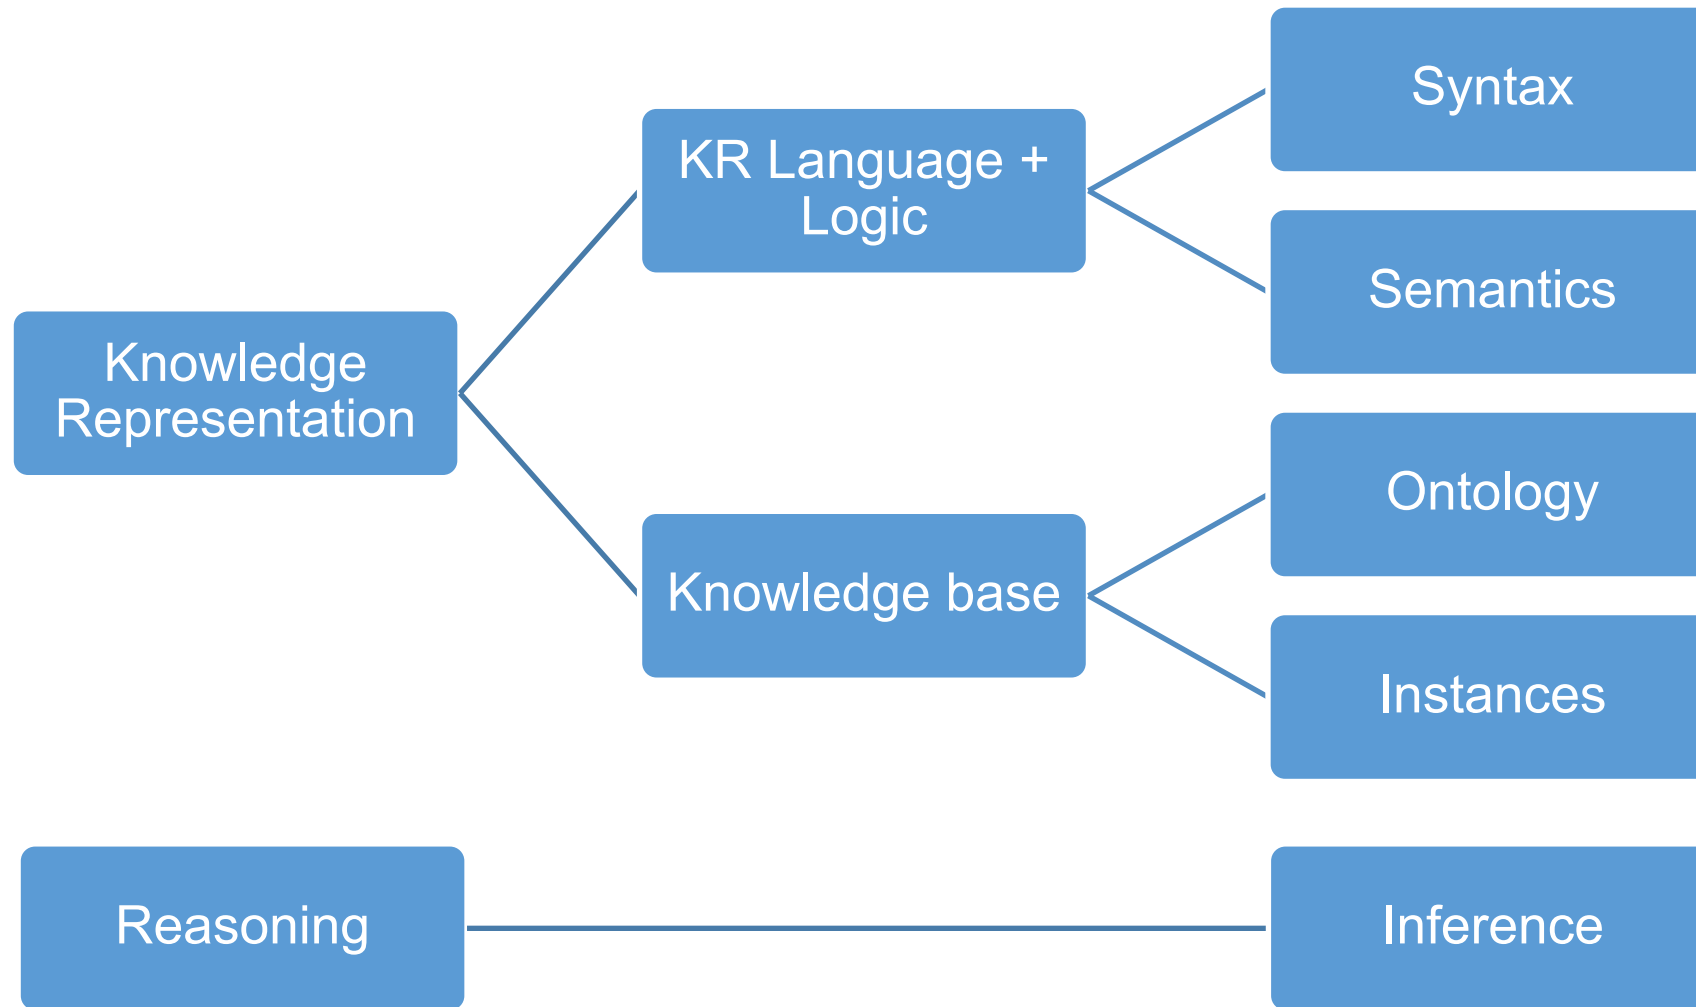 Syntax
KR Language +
Logic
Semantics
Knowledge
Representation
Ontology
Knowledge base
Instances
Reasoning
Inference